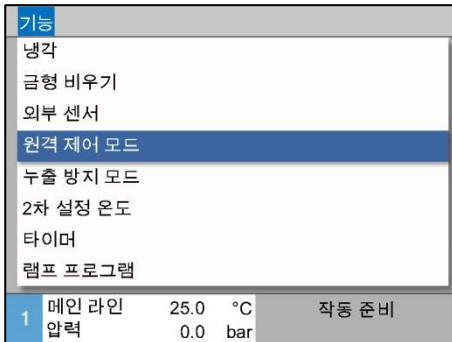 기능
냉각
금형 비우기
외부 센서
원격 제어 모드
누출 방지 모드
2차 설정 온도
타이머
램프 프로그램
1 메인 라인 25.0 °C 작동 준비
압력 0.0 bar